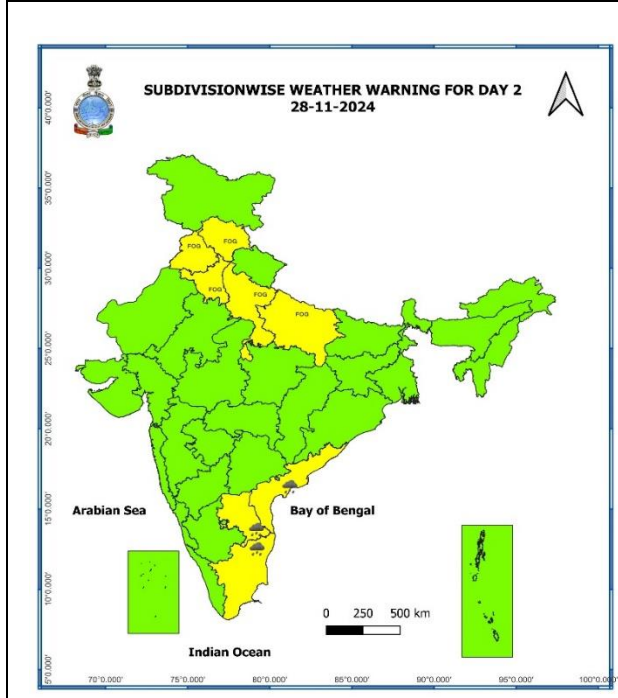 SUBDIVISIONWISE WEATHER WARNING FOR DAY 2
28-11-2024
40°0.000'
35°0.000'
30°0.000'
25°0.000'
20°0.000'
15°0.000'
10°0.000'
5°0.000'
FOG
FOG
FOG
FOG
Arabian Sea
Bay of Bengal
0 250 500 km
Indian Ocean
70°0.000' 75°0.000' 80°0.000' 85°0.000' 90°0.000' 95°0.000' 100°0.000'